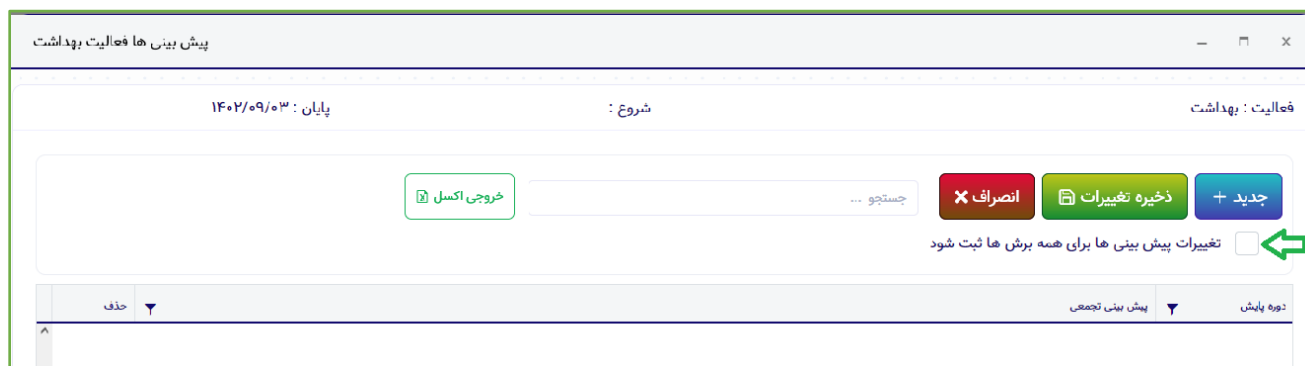 پیش بینی ها فعالیت بهداشت
فعالیت : بهداشت شروع : پایان : ۱۴۰۲/۰۹/۰۳
جدید + ذخیره تغییرات انصراف جستجو ... خروجی اکسل
تغییرات پیش بینی ها برای همه برش ها ثبت شود
دوره پایش پیش بینی تجمعی حذف